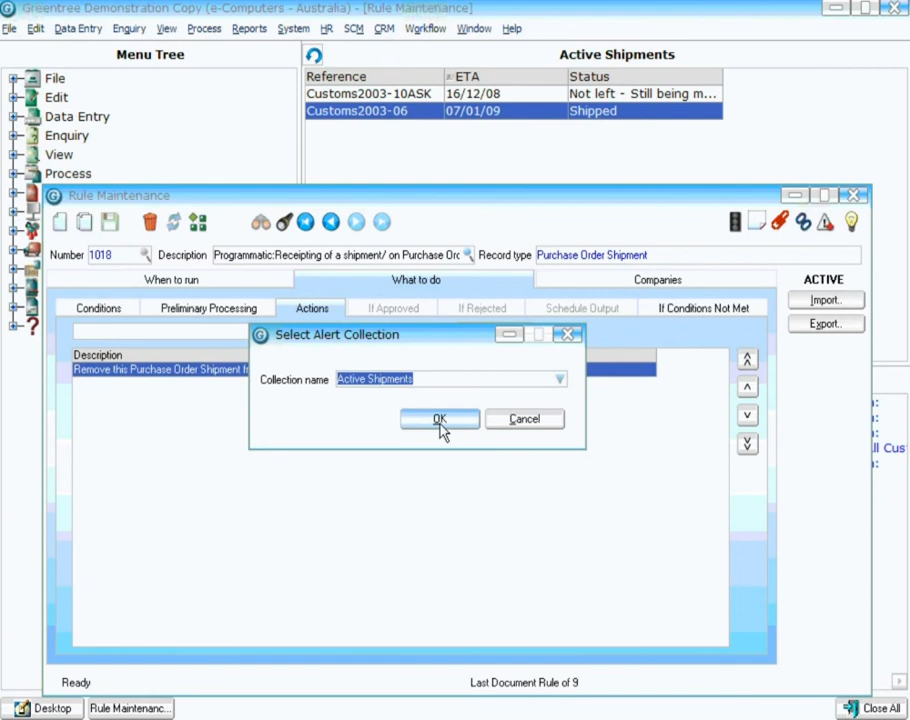 Greentree Demonstration Copy (e-Computers - Australia) - [Rule Maintenance]
File Edit Data Entry Enquiry View Process Reports System HR SCM CRM Workflow Window Help
Menu Tree
Active Shipments
Reference ETA Status
Customs2003-10ASK 16/12/08 Not left - Still being m...
Customs2003-06 07/01/09 Shipped
File
Edit
Data Entry
Enquiry
View
Process
Rule Maintenance
Number 1018 Description Programmatic:Receipting of a shipment/ on Purchase Orc Record type Purchase Order Shipment
When to run What to do Companies
ACTIVE
Import..
Export..
Conditions Preliminary Processing Actions If Approved If Rejected Schedule Output If Conditions Not Met
Description
Remove this Purchase Order Shipment
Select Alert Collection
Collection name Active Shipments
OK Cancel
ll Cus
Ready Last Document Rule of 9
Desktop Rule Maintenanc... Close All